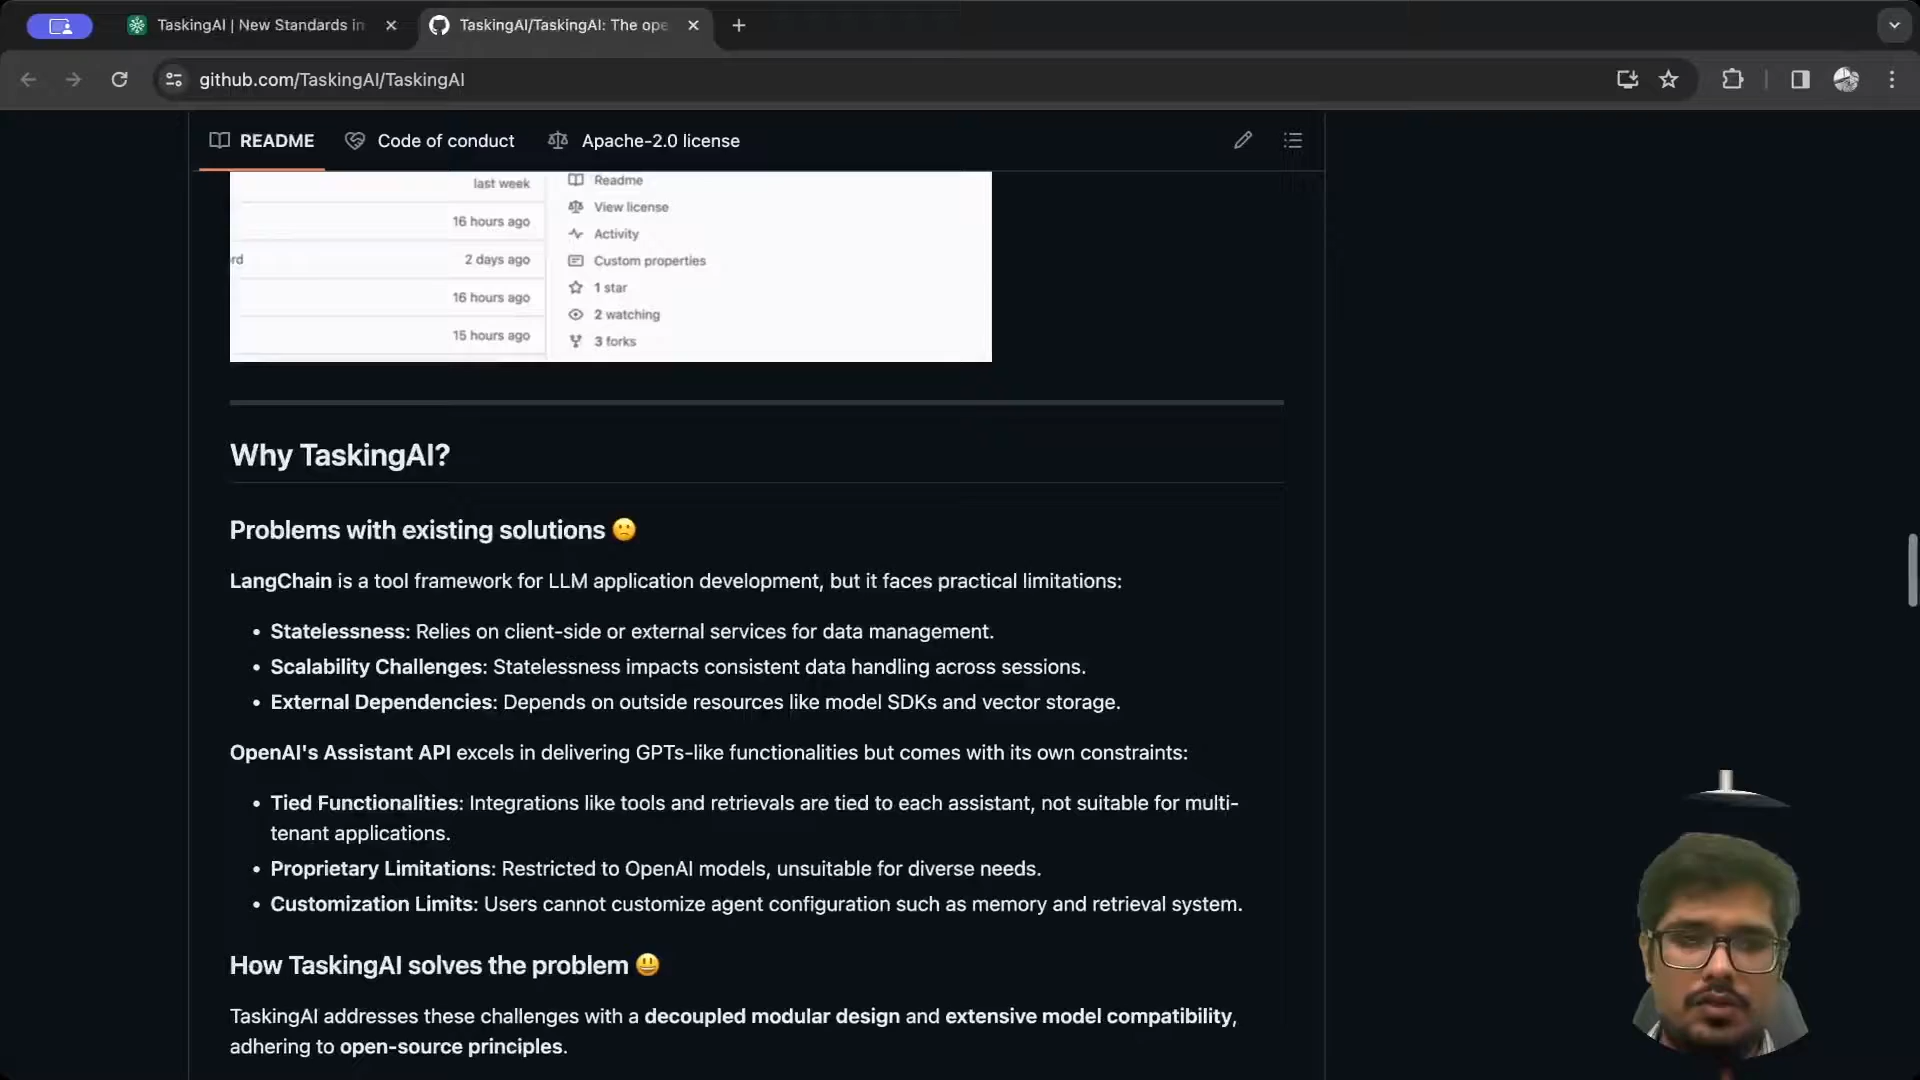 TaskingAI | New Standards in
TaskingAI/TaskingAI: The ope
github.com/TaskingAI/TaskingAI
README
Code of conduct
Apache-2.0 license
last week
Readme
16 hours ago
View license
Activity
rd
2 days ago
Custom properties
16 hours ago
1 star
2 watching
15 hours ago
3 forks
Why TaskingAI?
Problems with existing solutions 🙁
LangChain is a tool framework for LLM application development, but it faces practical limitations:
• Statelessness: Relies on client-side or external services for data management.
• Scalability Challenges: Statelessness impacts consistent data handling across sessions.
• External Dependencies: Depends on outside resources like model SDKs and vector storage.
OpenAI's Assistant API excels in delivering GPTs-like functionalities but comes with its own constraints:
• Tied Functionalities: Integrations like tools and retrievals are tied to each assistant, not suitable for multi-
tenant applications.
• Proprietary Limitations: Restricted to OpenAI models, unsuitable for diverse needs.
• Customization Limits: Users cannot customize agent configuration such as memory and retrieval system.
How TaskingAI solves the problem 😃
TaskingAI addresses these challenges with a decoupled modular design and extensive model compatibility,
adhering to open-source principles.